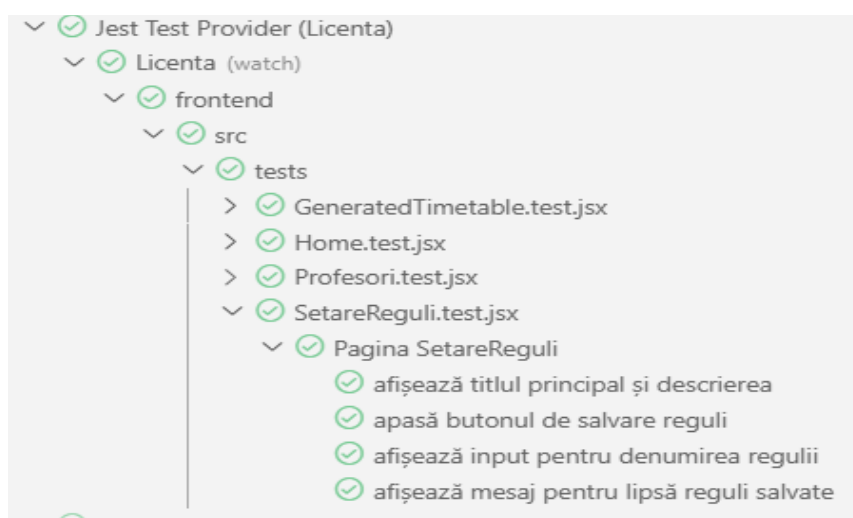 Jest Test Provider (Licenta)
Licenta (watch)
frontend
src
tests
GeneratedTimetable.test.jsx
Home.test.jsx
Profesori.test.jsx
SetareReguli.test.jsx
Pagina SetareReguli
afișează titlul principal și descrierea
apasă butonul de salvare reguli
afișează input pentru denumirea regulii
afișează mesaj pentru lipsă reguli salvate